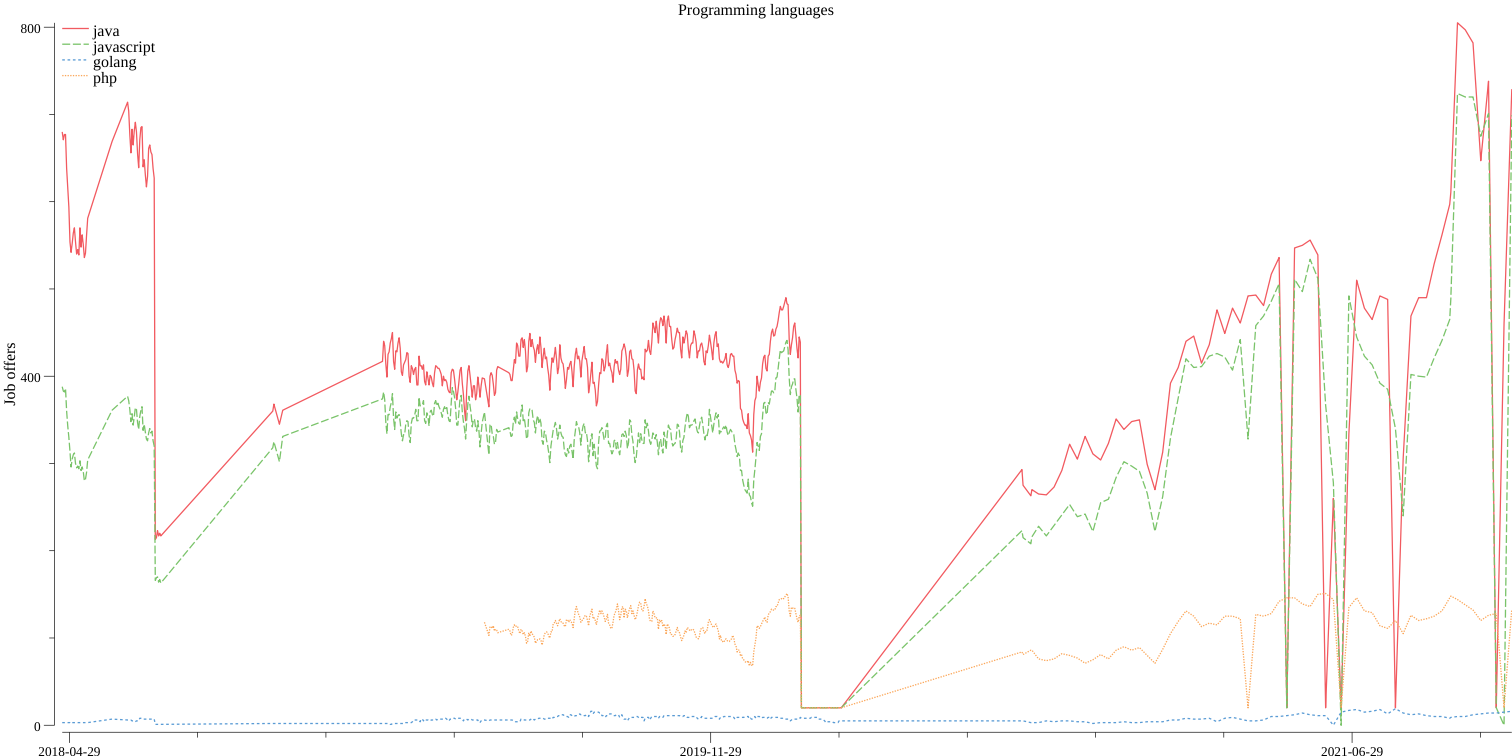 Programming languages
800
java
javascript
golang
php
Job offers
400
0
2018-04-29
2019-11-29
2021-06-29